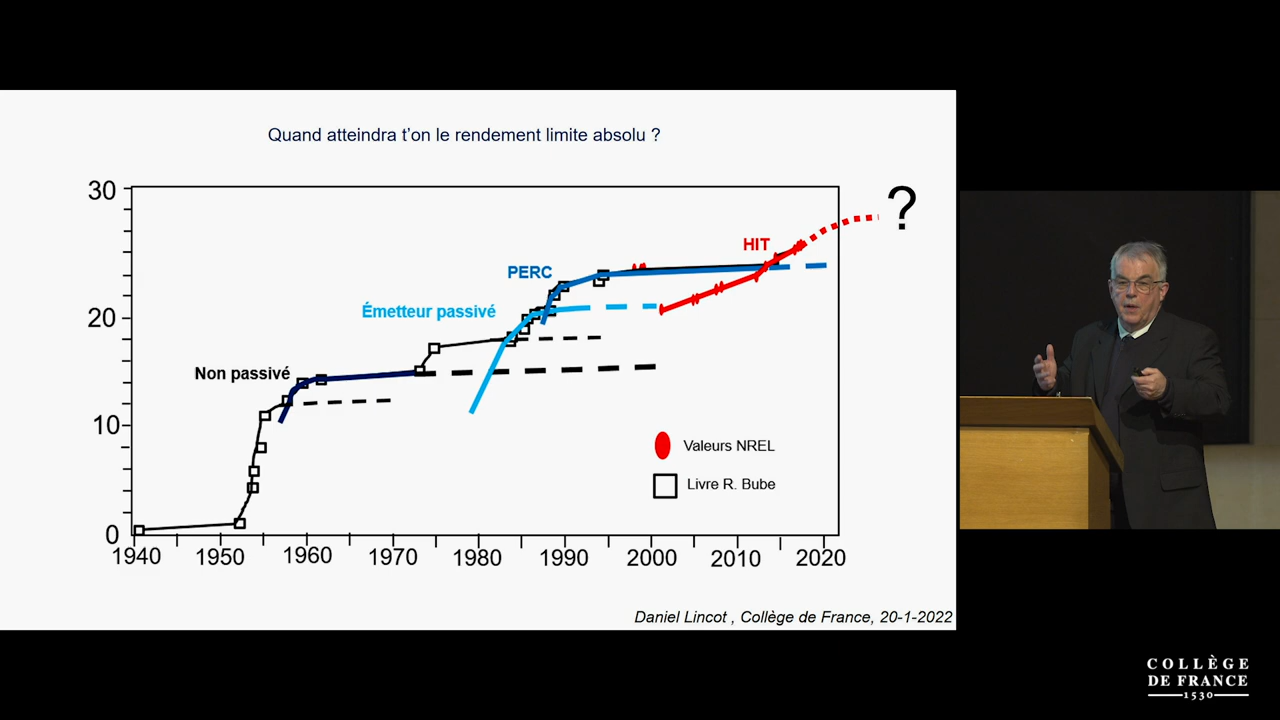 Quand atteindra t'on le rendement limite absolu ?
30
?
HIT
PERC
Émetteur passivé
20
Non passivé
10
Valeurs NREL
Livre R. Bube
0
1940 1950 1960 1970 1980 1990 2000 2010 2020
Daniel Lincot , Collège de France, 20-1-2022
COLLÈGE
DE FRANCE
1530